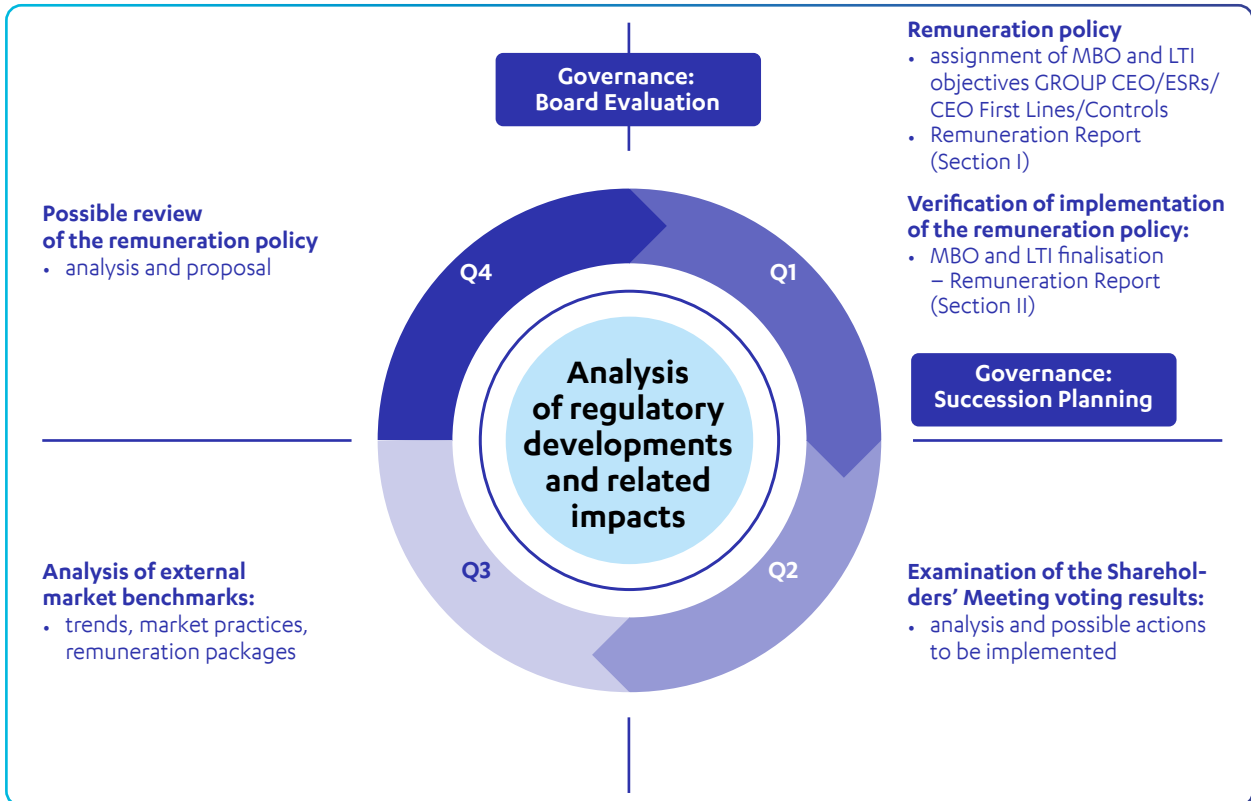 Governance:
Board Evaluation
Remuneration policy
• assignment of MBO and LTI
objectives GROUP CEO/ESRs/
CEO First Lines/Controls
• Remuneration Report
(Section I)
Verification of implementation
of the remuneration policy:
• MBO and LTI finalisation
– Remuneration Report
(Section II)
Governance:
Succession Planning
Possible review
of the remuneration policy
• analysis and proposal
Q4
Q1
Analysis
of regulatory
developments
and related
impacts
Q3
Q2
Analysis of external
market benchmarks:
• trends, market practices,
remuneration packages
Examination of the Sharehol-
ders’ Meeting voting results:
• analysis and possible actions
to be implemented